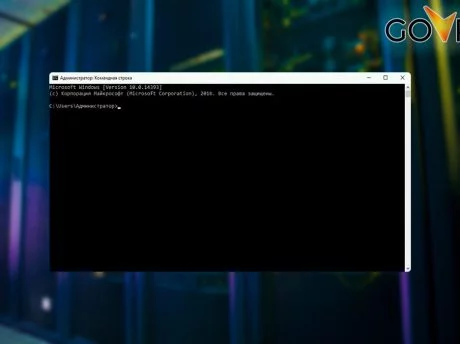 GOV
Администратор: Командная строка
Microsoft Windows [Version 10.0.14393]
(c) Корпорация Майкрософт (Microsoft Corporation), 2016. Все права защищены.
C:\Users\Администратор>